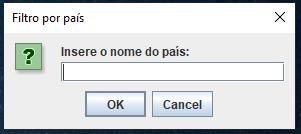 Filtro por país
Insere o nome do país:
OK
Cancel